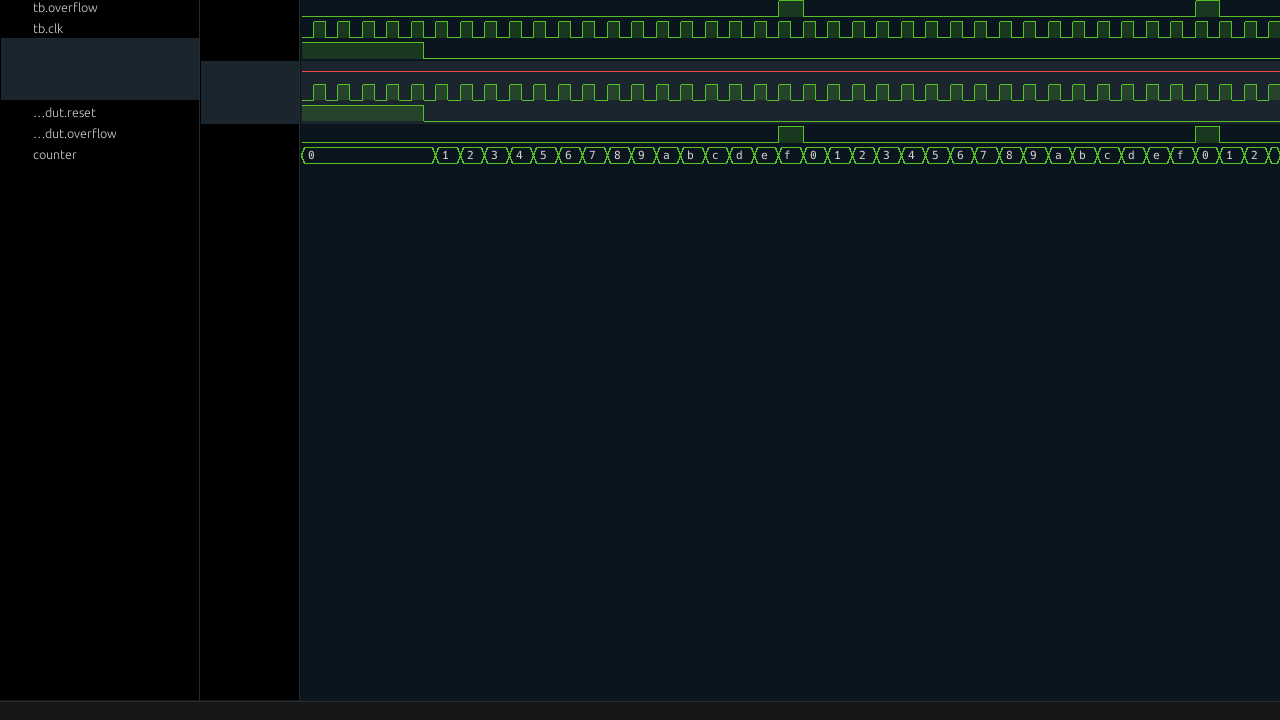 tb.overflow
tb.clk
...dut.reset
...dut.overflow
counter 0 1 2 3 4 5 6 7 8 9 a b c d e f 0 1 2 3 4 5 6 7 8 9 a b c d e f 0 1 2